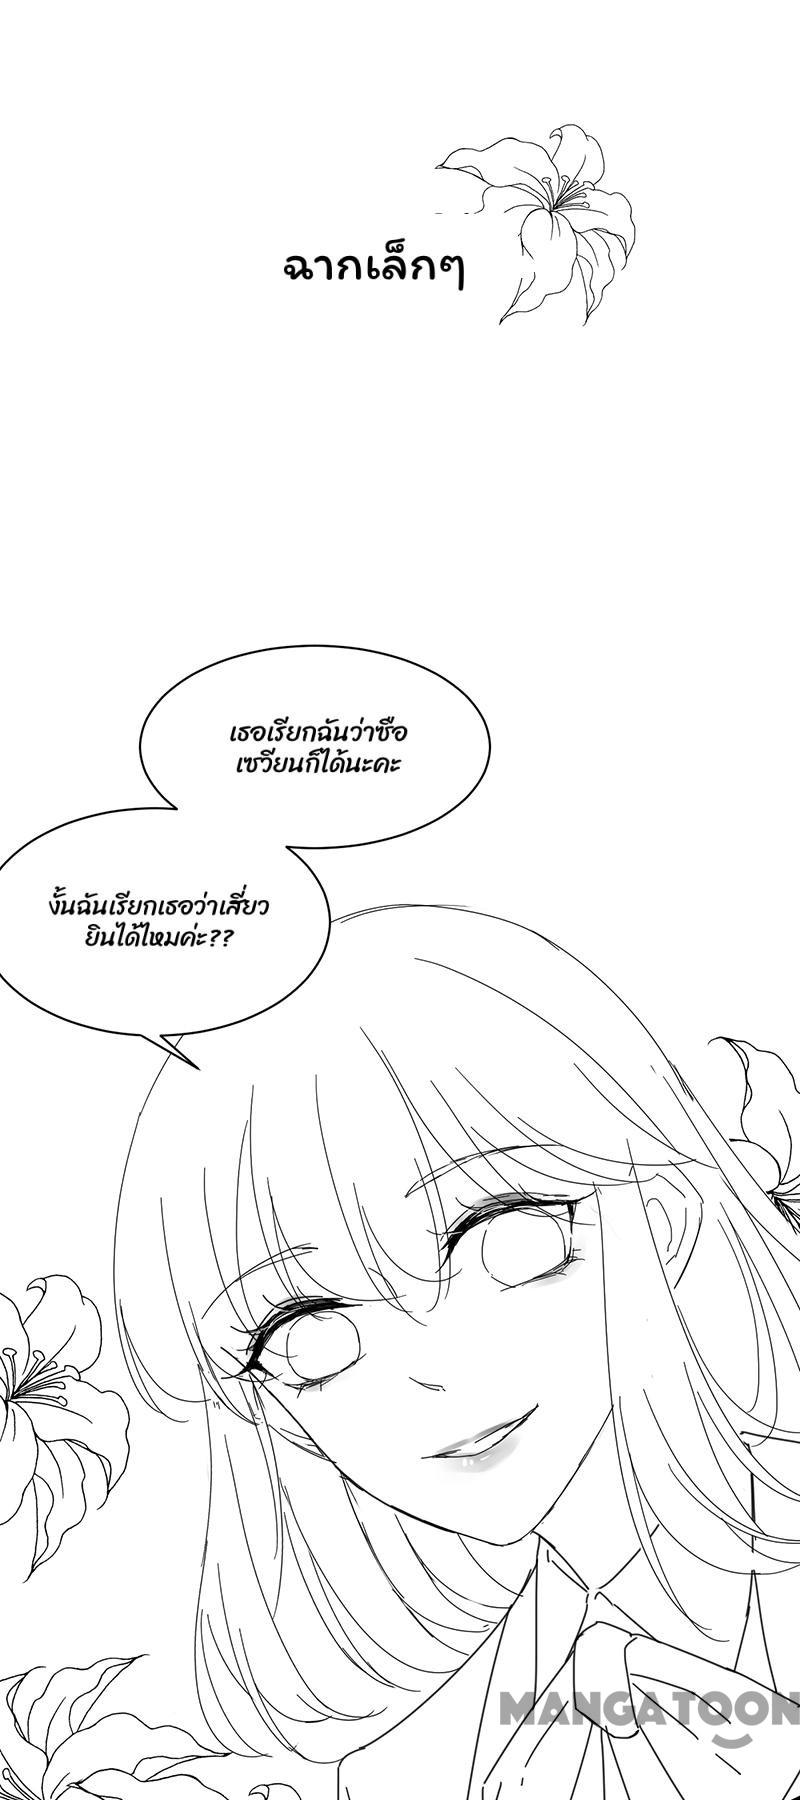 ฉากเล็กๆ
เธอเรียกฉันว่าซือ
เซวียนก็ได้นะคะ
งั้นฉันเรียกเธอว่าเสี่ยว
ยินได้ไหมค่ะ??
MANGATOON